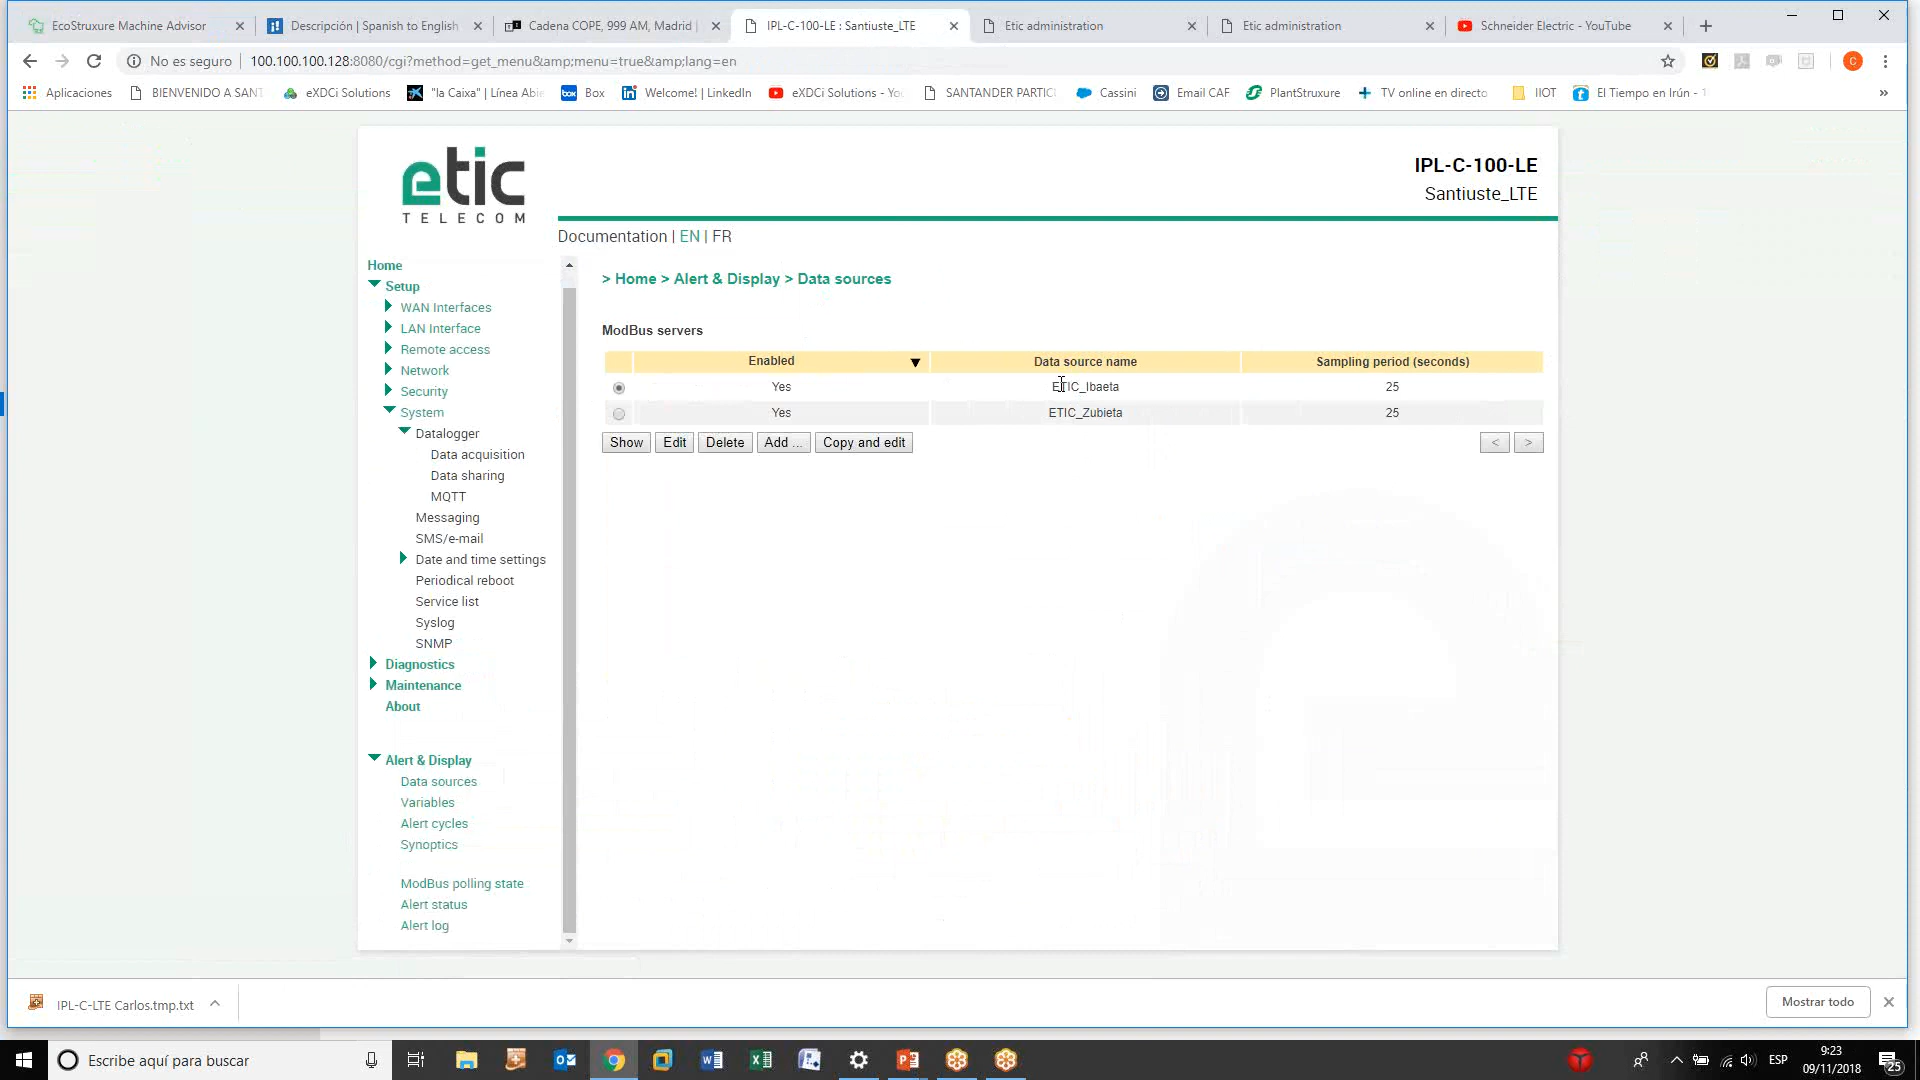 EcoStruxure Machine Advisor
Descripción | Spanish to English
Cadena COPE, 999 AM, Madrid |
IPL-C-100-LE : Santiuste_LTE
Etic administration
Etic administration
Schneider Electric - YouTube
No es seguro | 100.100.100.128:8080/cgi?method=get_menu&amp;menu=true&amp;lang=en
Aplicaciones
BIENVENIDO A SANT
eXDCI Solutions
"la Caixa" | Línea Abie
Box
Welcome! | LinkedIn
eXDCi Solutions - Yo
SANTANDER PARTIC
Cassini
Email CAF
PlantStruxure
TV online en directo
IIOT
El Tiempo en Irún - 1
etic
TELECOM
IPL-C-100-LE
Santiuste_LTE
Documentation | EN | FR
Home
Setup
WAN Interfaces
LAN Interface
Remote access
Network
Security
System
Datalogger
Data acquisition
Data sharing
MQTT
Messaging
SMS/e-mail
Date and time settings
Periodical reboot
Service list
Syslog
SNMP
Diagnostics
Maintenance
About
Alert & Display
Data sources
Variables
Alert cycles
Synoptics
ModBus polling state
Alert status
Alert log
> Home > Alert & Display > Data sources
ModBus servers
Enabled Data source name Sampling period (seconds)
Yes ETIC_Ibaeta 25
Yes ETIC_Zubieta 25
Show Edit Delete Add ... Copy and edit < >
IPL-C-LTE Carlos.tmp.txt
Mostrar todo
Escribe aquí para buscar
ESP
9:23
09/11/2018
25